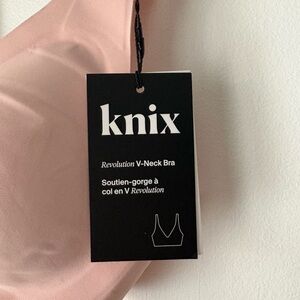 knix
Revolution V-Neck Bra
Soutien-gorge à
col en V Revolution